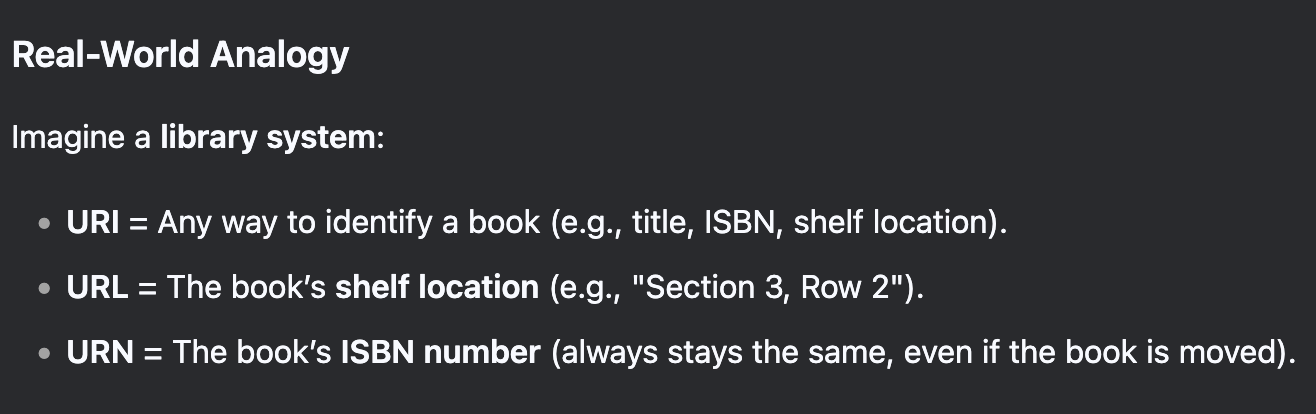 Real-World Analogy
Imagine a library system:
• URI = Any way to identify a book (e.g., title, ISBN, shelf location).
• URL = The book’s shelf location (e.g., "Section 3, Row 2").
• URN = The book’s ISBN number (always stays the same, even if the book is moved).